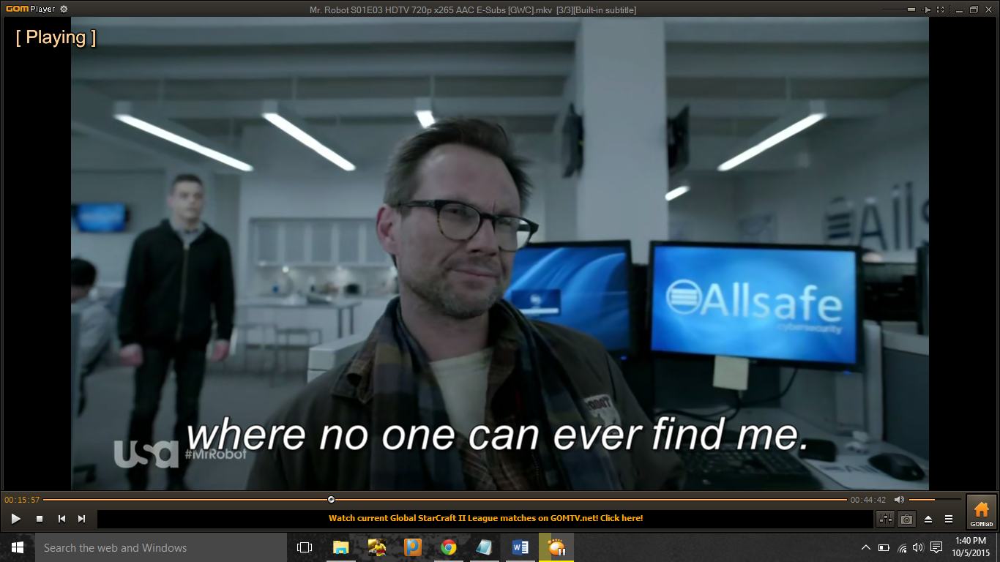 GOM Player
Mr. Robot S01E03 HDTV 720p x265 AAC E-Subs [GWC].mkv [3/3][Built-in subtitle]
[ Playing ]
Alls
Allsafe
cybersecurity
where no one can ever find me.
usa #MrRobot
00:15:57
00:44:42
Watch current Global StarCraft II League matches on GOMTV.net! Click here!
GOMlab
Search the web and Windows
1:40 PM
10/5/2015